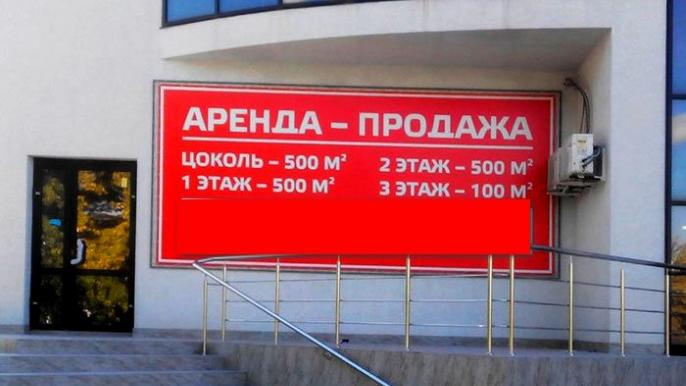 АРЕНДА – ПРОДАЖА
ЦОКОЛЬ – 500 М²
1 ЭТАЖ – 500 М²
2 ЭТАЖ – 500 М²
3 ЭТАЖ – 100 М²